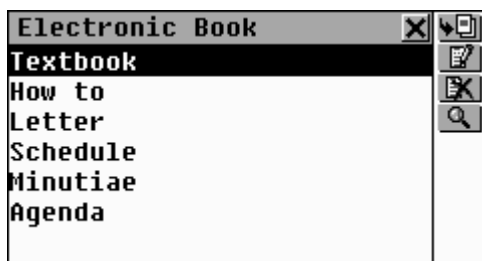 Electronic Book
Textbook
How to
Letter
Schedule
Minutiae
Agenda